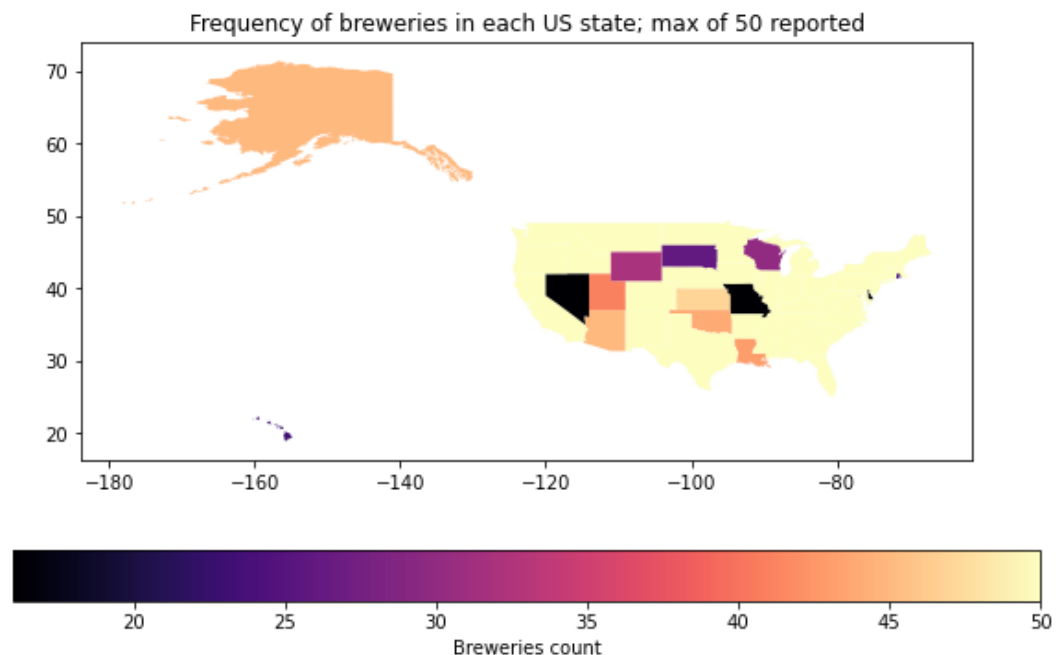 Frequency of breweries in each US state; max of 50 reported
70
60
50
40
30
20
−180 −160 −140 −120 −100 −80
20 25 30 35 40 45 50
Breweries count